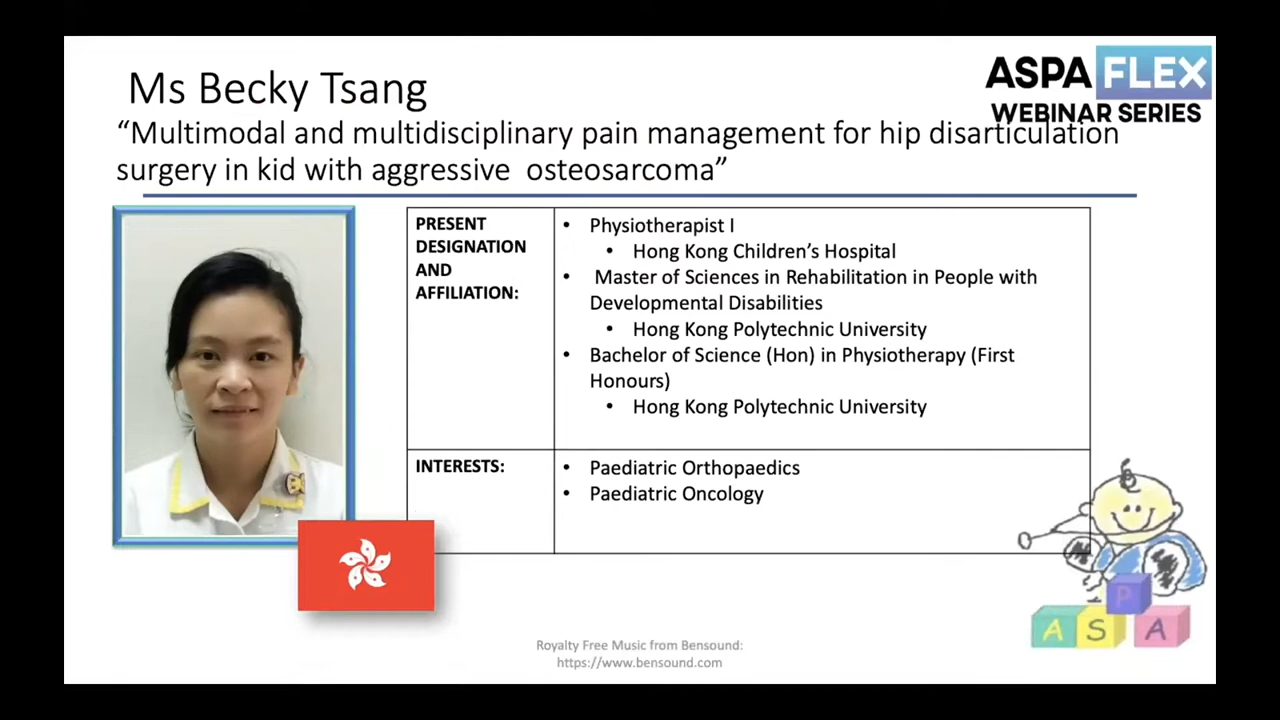 Ms Becky Tsang
ASPA FLEX
WEBINAR SERIES
“Multimodal and multidisciplinary pain management for hip disarticulation
surgery in kid with aggressive osteosarcoma”
PRESENT
DESIGNATION
AND
AFFILIATION:
• Physiotherapist I
• Hong Kong Children’s Hospital
• Master of Sciences in Rehabilitation in People with
Developmental Disabilities
• Hong Kong Polytechnic University
• Bachelor of Science (Hon) in Physiotherapy (First
Honours)
• Hong Kong Polytechnic University
INTERESTS:
• Paediatric Orthopaedics
• Paediatric Oncology
P
A S A
Royalty Free Music from Bensound:
https://www.bensound.com